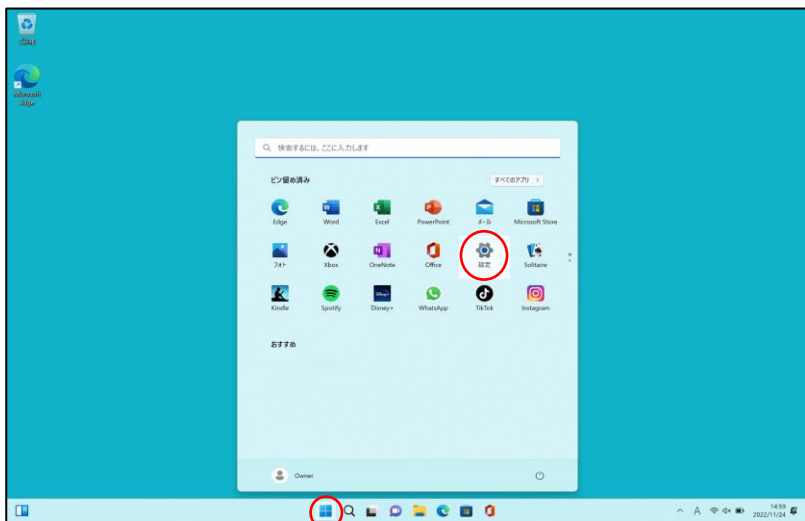 Microsoft
Edge
検索するには、ここに入力します
ピン留め済み
すべてのアプリ >
Edge
Word
Excel
PowerPoint
メール
Microsoft Store
フォト
Xbox
OneNote
Office
設定
Solitaire
Kindle
Spotify
Disney+
WhatsApp
TikTok
Instagram
おすすめ
Owner
A
14:59
2022/11/24